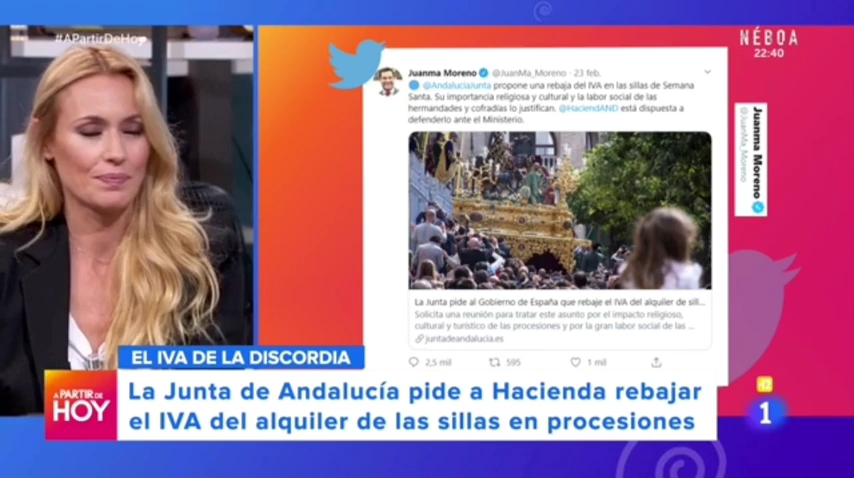 #APartirDeHoy
NÉBOA
22:40
Juanma Moreno @JuanMa_Moreno · 23 feb.
@AndaluciaJunta propone una rebaja del IVA en las sillas de Semana
Santa. Su importancia religiosa y cultural y la labor social de las
hermandades y cofradías lo justifican. @HaciendAND está dispuesta a
defenderlo ante el Ministerio.
Juanma Moreno
@JuanMa_Moreno
La Junta pide al Gobierno de España que rebaje el IVA del alquiler de sill...
Solicita una reunión para tratar este asunto por el impacto religioso,
cultural y turístico de las procesiones y por la gran labor social de las ...
juntadeandalucia.es
2,5 mil 595 1 mil
EL IVA DE LA DISCORDIA
A PARTIR DE
HOY
La Junta de Andalucía pide a Hacienda rebajar
el IVA del alquiler de las sillas en procesiones
+12
1